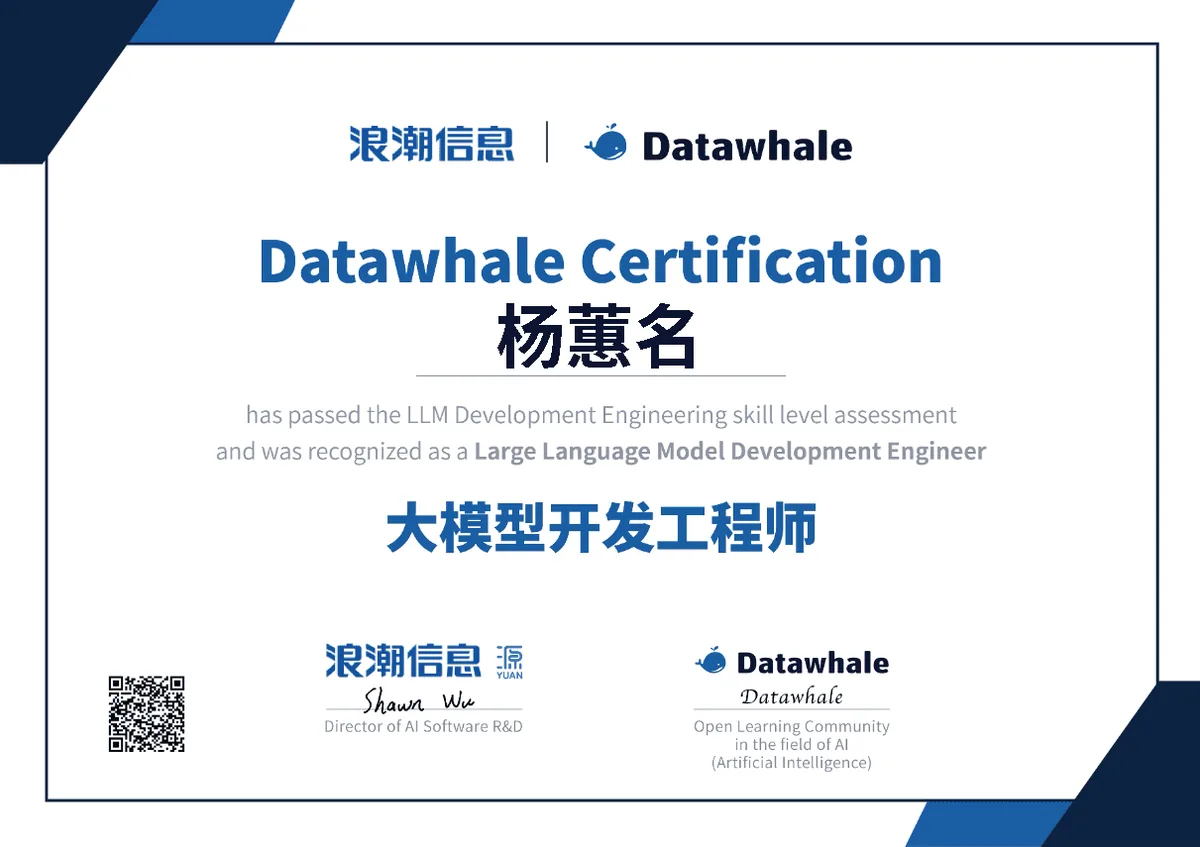 浪潮信息 | Datawhale
Datawhale Certification
杨蕙名
has passed the LLM Development Engineering skill level assessment
and was recognized as a Large Language Model Development Engineer
大模型开发工程师
浪潮信息 源 YUAN
Shawn Wu
Director of AI Software R&D
Datawhale
Datawhale
Open Learning Community
in the field of AI
(Artificial Intelligence)